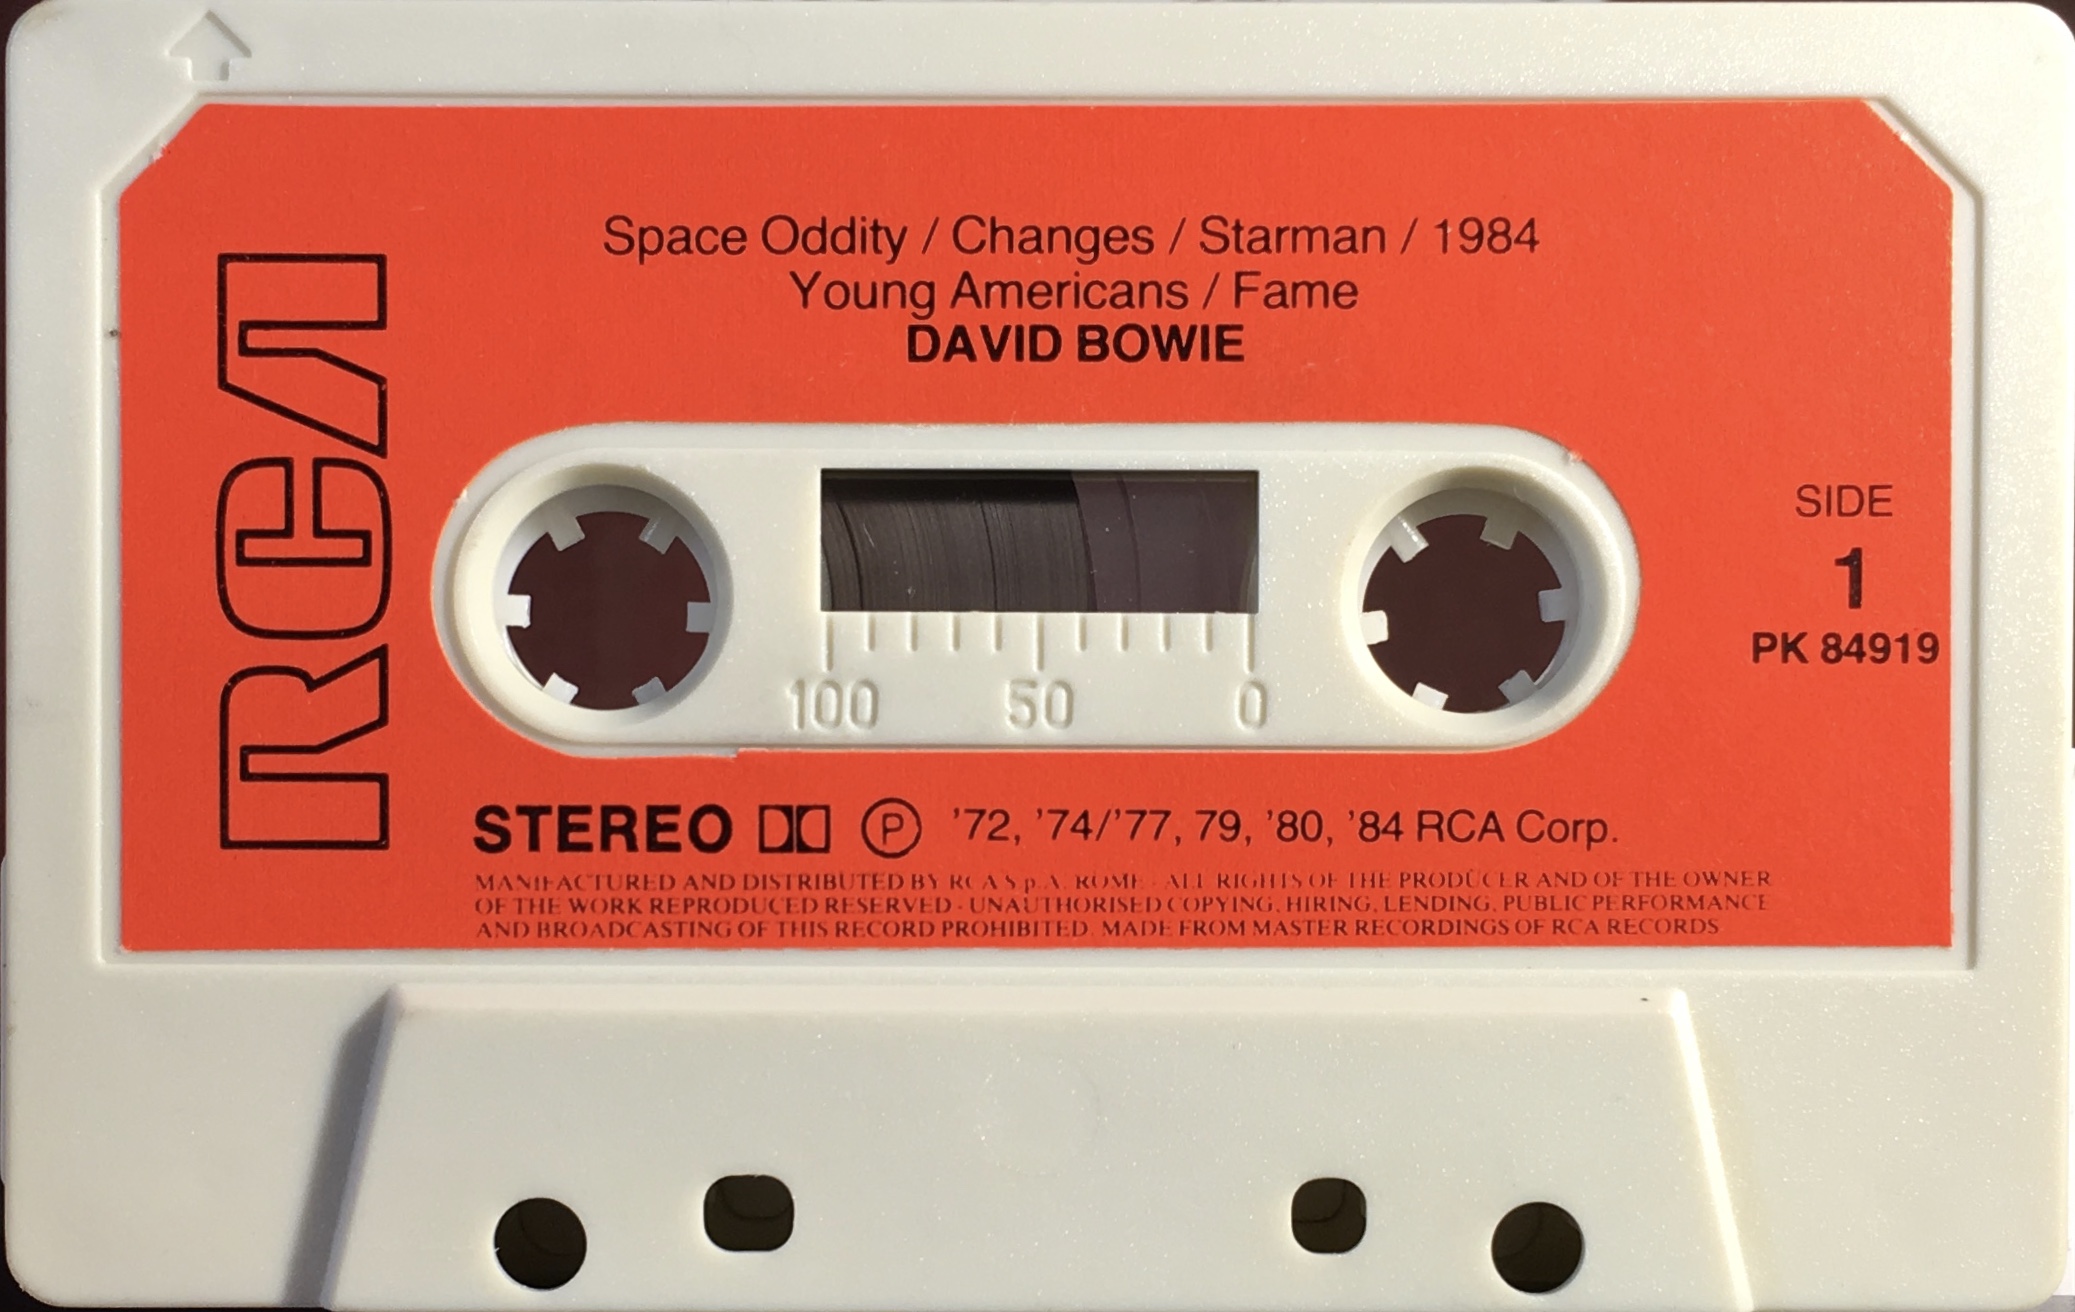 Space Oddity / Changes / Starman / 1984
Young Americans / Fame
DAVID BOWIE
RCA
SIDE
1
PK 84919
100 50 0
STEREO Ⓟ '72, '74/'77, 79, '80, '84 RCA Corp.
MANUFACTURED AND DISTRIBUTED BY RCA S.p.A. ROME - ALL RIGHTS OF THE PRODUCER AND OF THE OWNER
OF THE WORK REPRODUCED RESERVED - UNAUTHORISED COPYING, HIRING, LENDING, PUBLIC PERFORMANCE
AND BROADCASTING OF THIS RECORD PROHIBITED. MADE FROM MASTER RECORDINGS OF RCA RECORDS